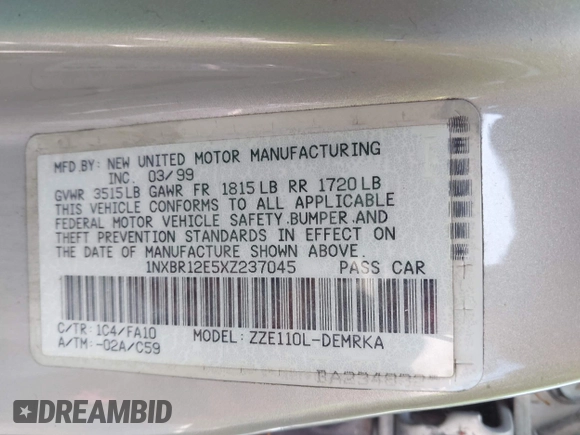 MFD.BY: NEW UNITED MOTOR MANUFACTURING
INC. 03/99
GVWR 3515LB GAWR FR 1815LB RR 1720LB
THIS VEHICLE CONFORMS TO ALL APPLICABLE
FEDERAL MOTOR VEHICLE SAFETY.BUMPER.AND
THEFT PREVENTION STANDARDS IN EFFECT ON
THE DATE OF MANUFACTURE SHOWN ABOVE.
1NXBR12E5XZ237045 PASS CAR
C/TR: 1C4/FA10 MODEL: ZZE110L-DEMRKA
A/TM: -02A/C59
DREAMBID